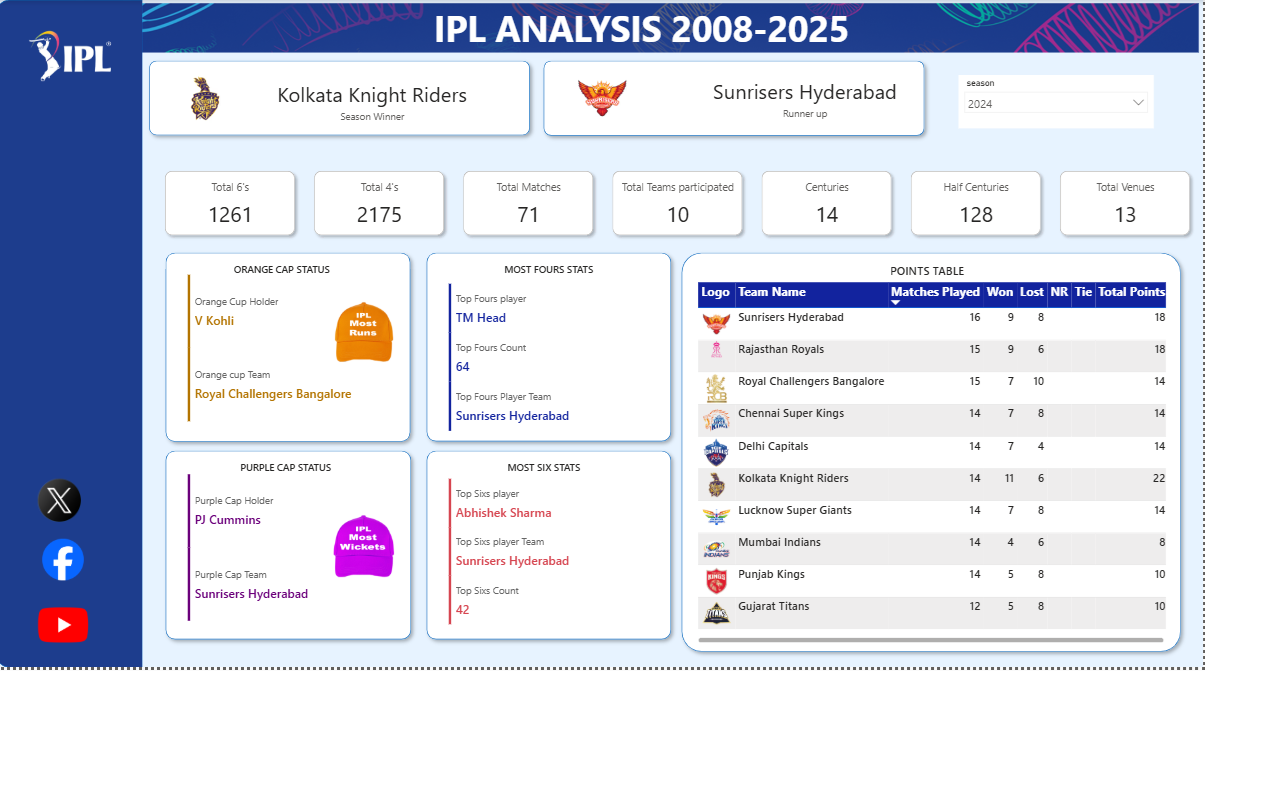 IPL
IPL ANALYSIS 2008-2025
Kolkata Knight Riders
Season Winner
Sunrisers Hyderabad
Runner up
season
2024
Total 6's
1261
Total 4's
2175
Total Matches
71
Total Teams participated
10
Centuries
14
Half Centuries
128
Total Venues
13
ORANGE CAP STATUS
Orange Cup Holder
V Kohli
Orange cup Team
Royal Challengers Bangalore
IPL
Most
Runs
MOST FOURS STATS
Top Fours player
TM Head
Top Fours Count
64
Top Fours Player Team
Sunrisers Hyderabad
PURPLE CAP STATUS
Purple Cap Holder
PJ Cummins
Purple Cap Team
Sunrisers Hyderabad
IPL
Most
Wickets
MOST SIX STATS
Top Sixs player
Abhishek Sharma
Top Sixs player Team
Sunrisers Hyderabad
Top Sixs Count
42
POINTS TABLE
Logo Team Name Matches Played Won Lost NR Tie Total Points
Sunrisers Hyderabad 16 9 8 18
Rajasthan Royals 15 9 6 18
Royal Challengers Bangalore 15 7 10 14
Chennai Super Kings 14 7 8 14
Delhi Capitals 14 7 4 14
Kolkata Knight Riders 14 11 6 22
Lucknow Super Giants 14 7 8 14
Mumbai Indians 14 4 6 8
Punjab Kings 14 5 8 10
Gujarat Titans 12 5 8 10